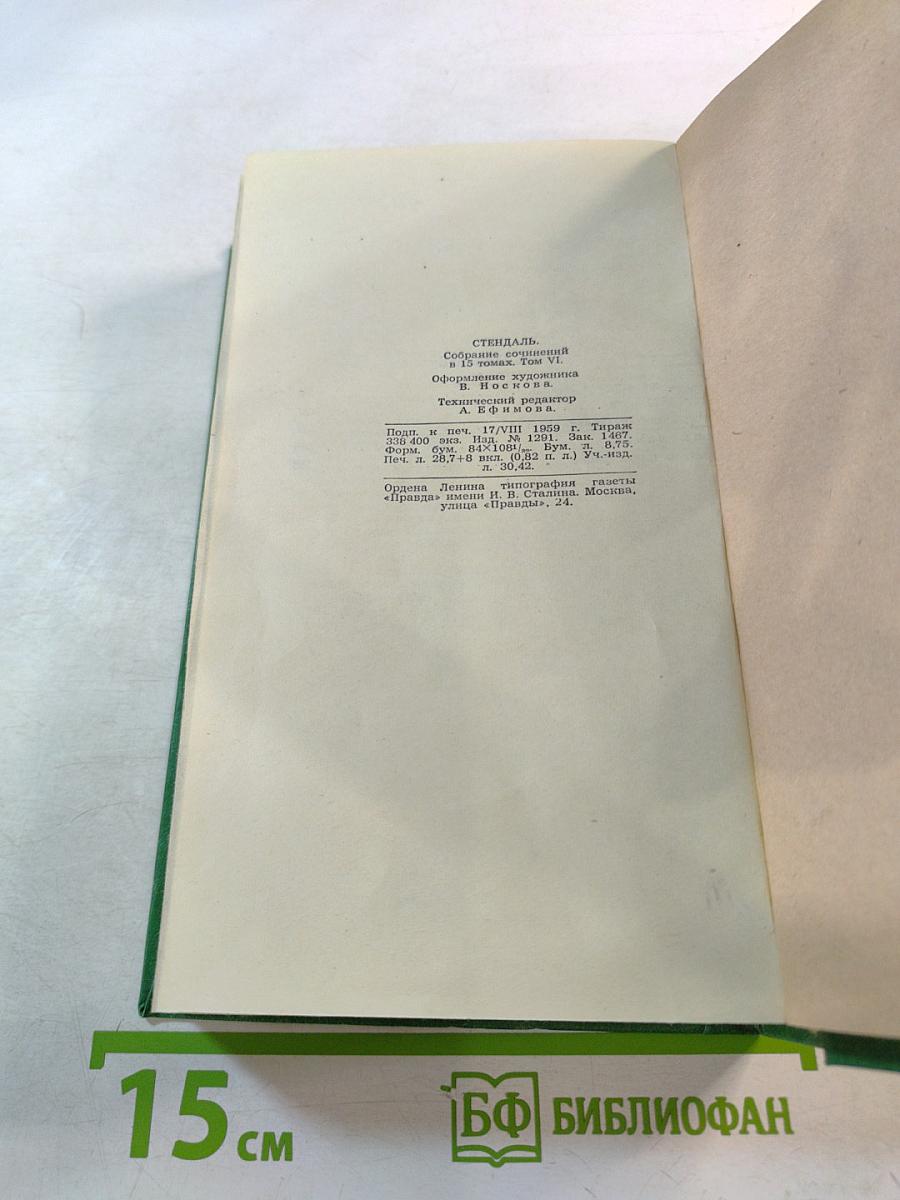 СТЕНДАЛЬ.
Собрание сочинений
в 15 томах. Том VI.
Оформление художника
В. Носкова.
Технический редактор
А. Ефимова.
Подп. к печ. 17/VIII 1959 г. Тираж
338 400 экз. Изд. № 1291. Зак. 1467.
Форм. бум. 84×108¹/₃₂. Бум. л. 8,75.
Печ. л. 28,7+8 вкл. (0,82 п. л.) Уч.-изд.
л. 30,42.
Ордена Ленина типография газеты
«Правда» имени И. В. Сталина. Москва,
улица «Правды», 24.
15 см
БФ БИБЛИОФАН